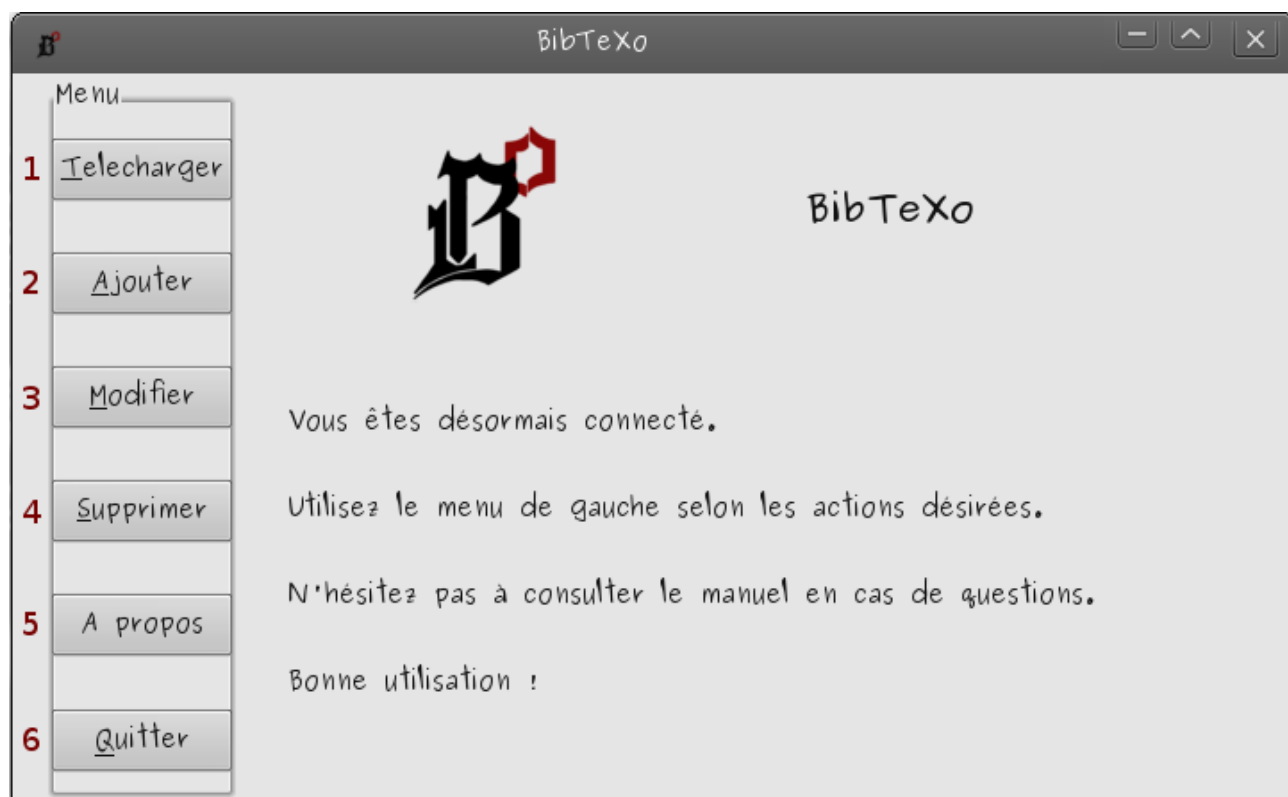 BibTeXo
Menu
1 Telecharger
2 Ajouter
3 Modifier
4 Supprimer
5 A propos
6 Quitter
BibTeXo
Vous êtes désormais connecté.
Utilisez le menu de gauche selon les actions désirées.
N'hésitez pas à consulter le manuel en cas de questions.
Bonne utilisation !